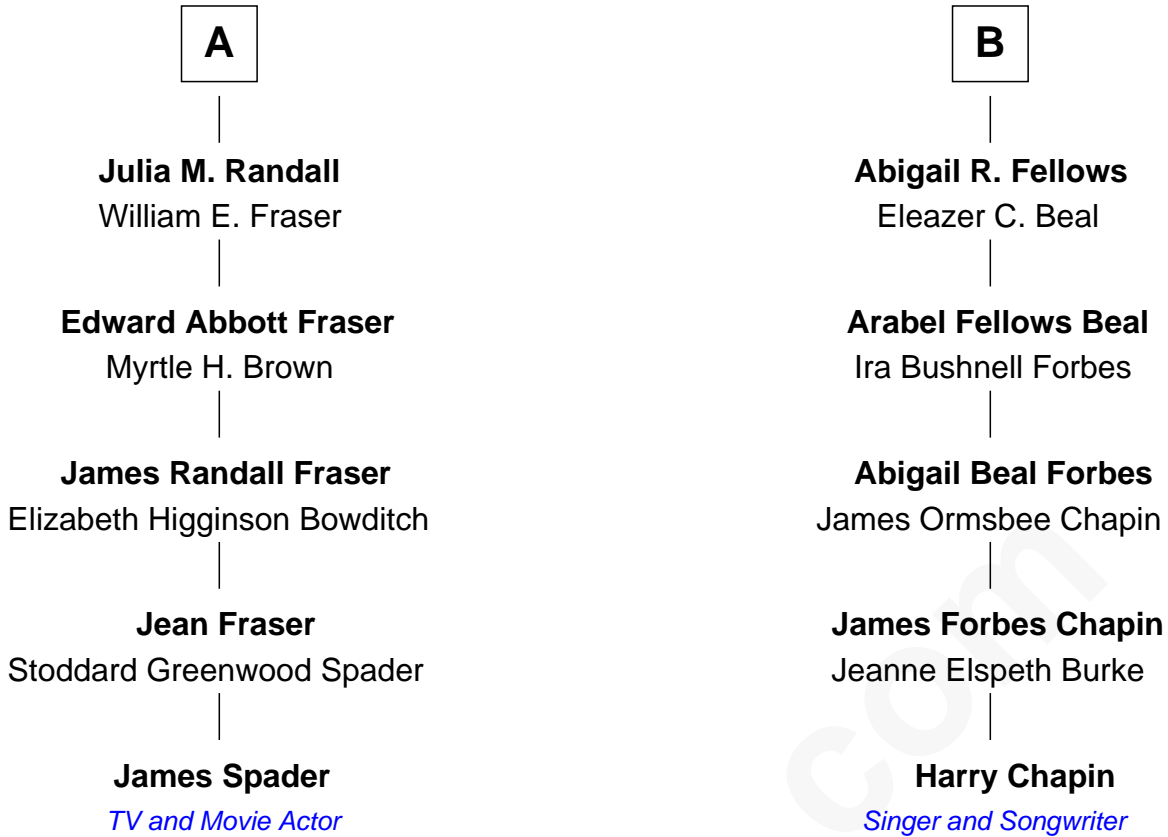 A
Julia M. Randall
William E. Fraser
Edward Abbott Fraser
Myrtle H. Brown
James Randall Fraser
Elizabeth Higginson Bowditch
Jean Fraser
Stoddard Greenwood Spader
James Spader
TV and Movie Actor
B
Abigail R. Fellows
Eleazer C. Beal
Arabel Fellows Beal
Ira Bushnell Forbes
Abigail Beal Forbes
James Ormsbee Chapin
James Forbes Chapin
Jeanne Elspeth Burke
Harry Chapin
Singer and Songwriter
com